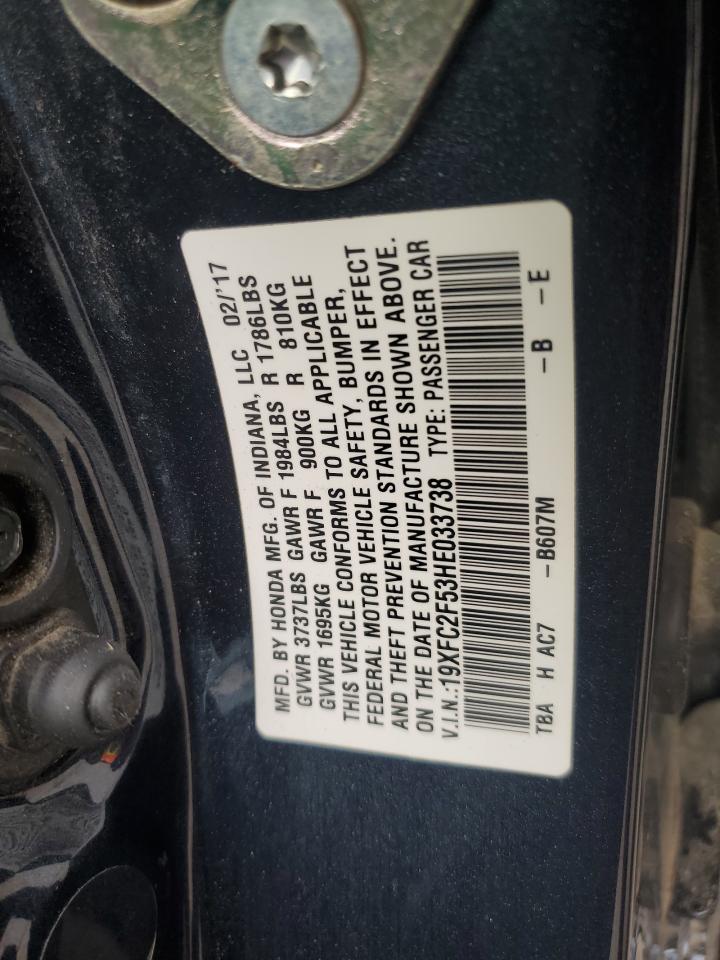 MFD. BY HONDA MFG. OF INDIANA, LLC 02/'17
GVWR 3737LBS GAWR F 1984LBS R 1786LBS
GVWR 1695KG GAWR F 900KG R 810KG
THIS VEHICLE CONFORMS TO ALL APPLICABLE
FEDERAL MOTOR VEHICLE SAFETY, BUMPER,
AND THEFT PREVENTION STANDARDS IN EFFECT
ON THE DATE OF MANUFACTURE SHOWN ABOVE.
V.I.N.:19XFC2F53HE033738 TYPE: PASSENGER CAR
TBA H AC7 -B607M -B -E